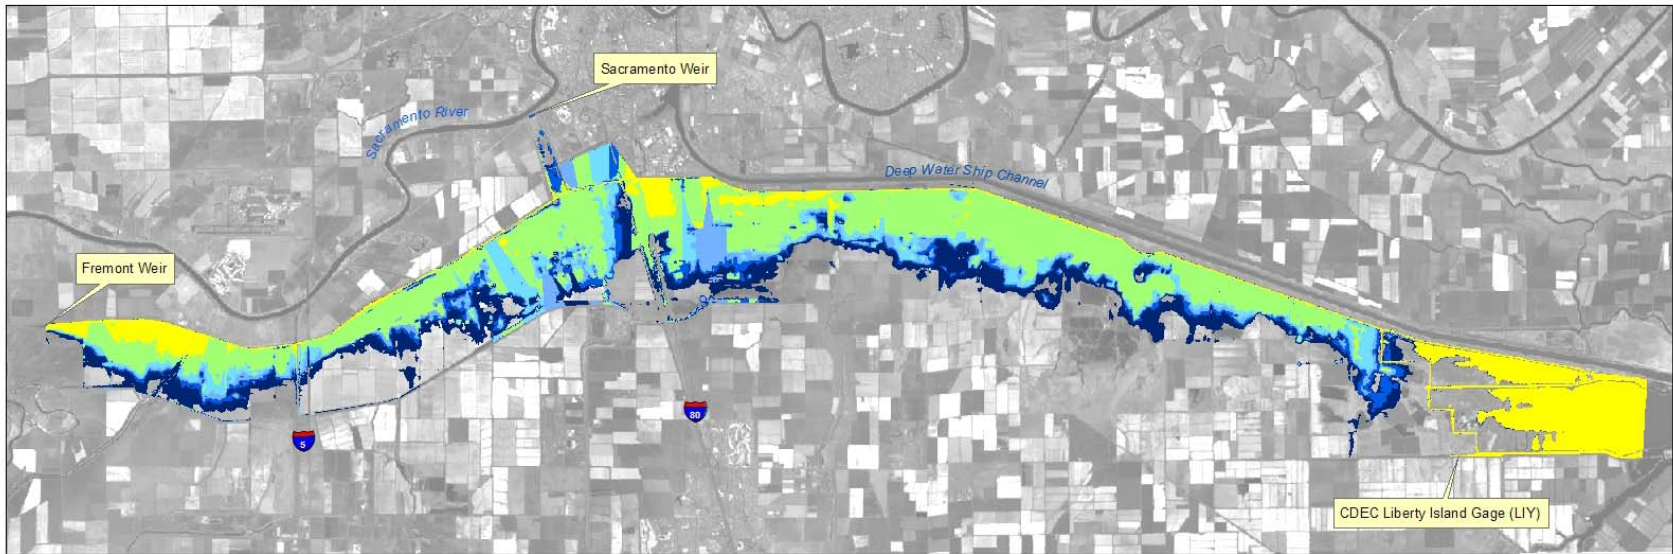 Sacramento Weir
Sacramento River
Deep Water Ship Channel
Fremont Weir
5
80
CDEC Liberty Island Gage (LIY)